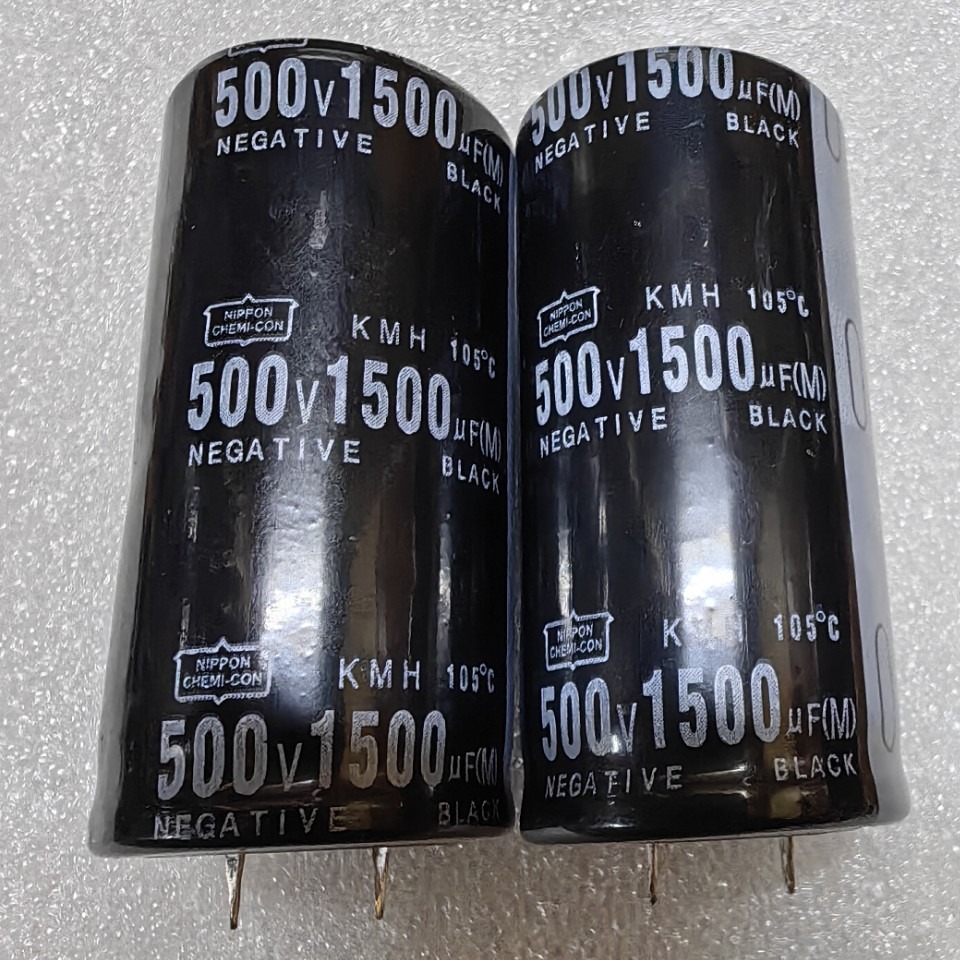 500V1500µF(M)
NEGATIVE BLACK
NIPPON
CHEMI-CON
KMH 105°C
500V1500µF(M)
NEGATIVE BLACK
NIPPON
CHEMI-CON
KMH 105°C
500V1500µF(M)
NEGATIVE BLACK
500V1500µF(M)
NEGATIVE BLACK
NIPPON
CHEMI-CON
KMH 105°C
500V1500µF(M)
NEGATIVE BLACK
NIPPON
CHEMI-CON
K 105°C
500V1500µF(M)
NEGATIVE BLACK